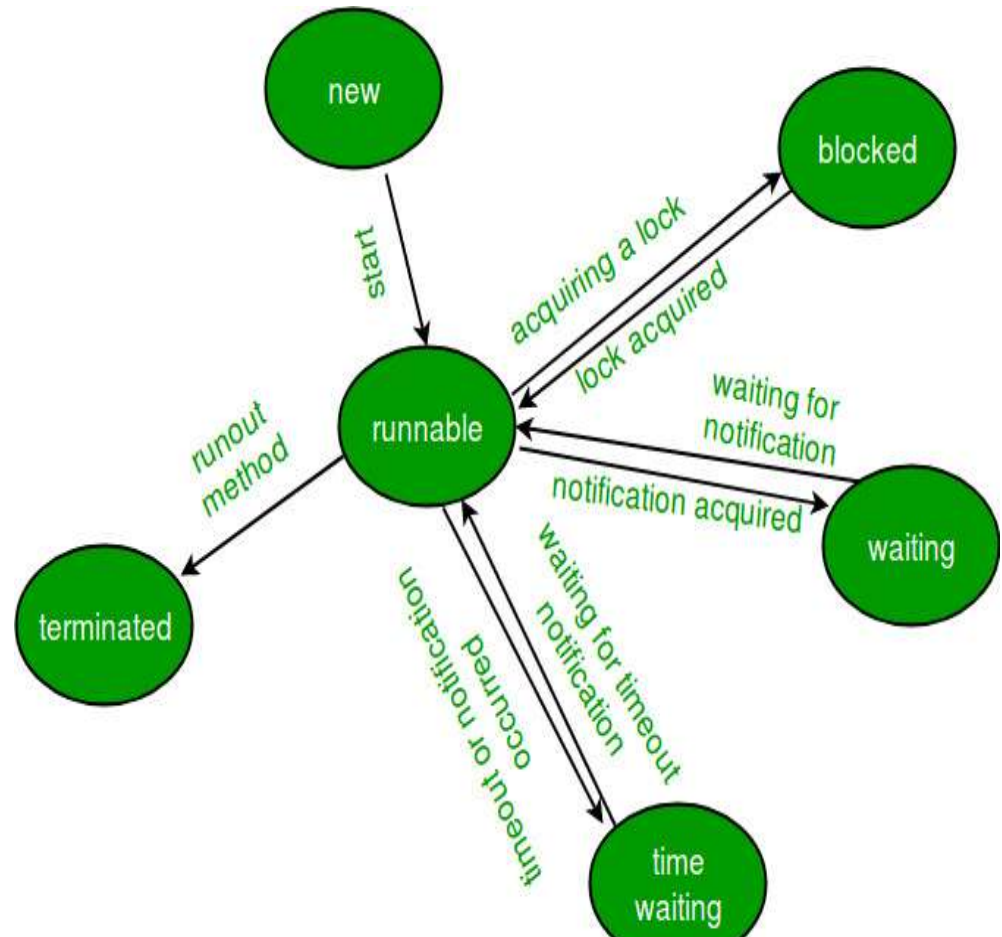 new
blocked
start
acquiring a lock
lock acquired
runnable
waiting for
notification
notification acquired
waiting
runout
method
terminated
waiting for timeout
notification
timeout or notification
occurred
time
waiting